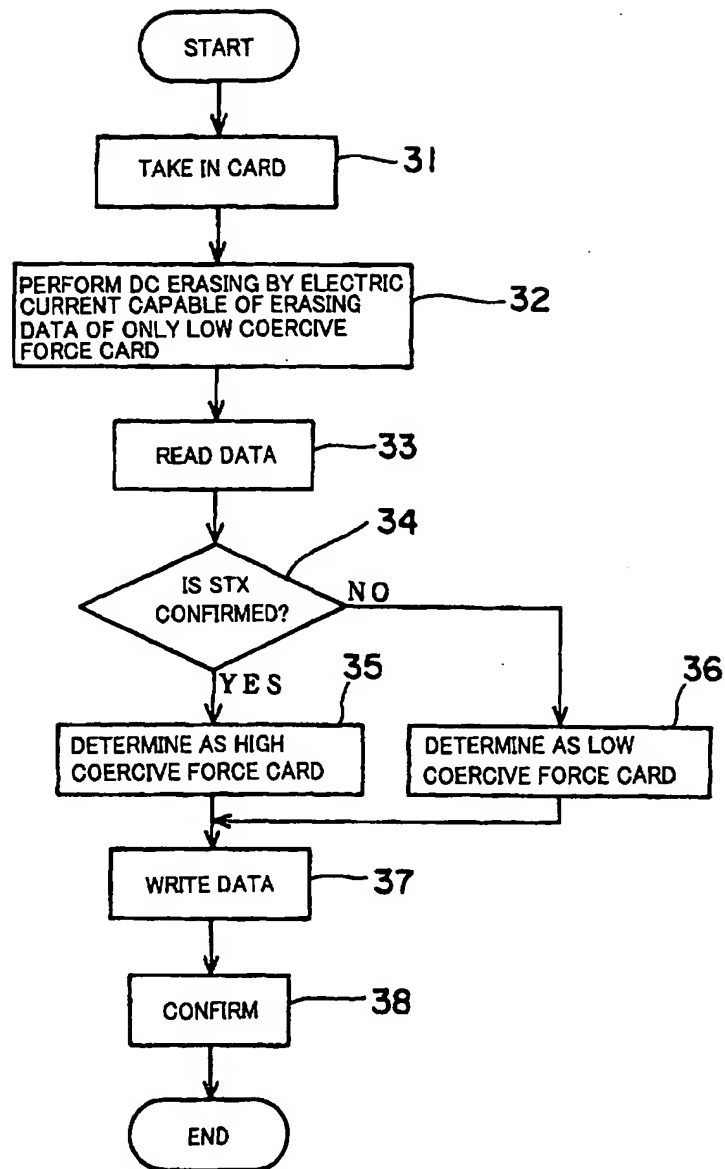 START
TAKE IN CARD
31
PERFORM DC ERASING BY ELECTRIC
CURRENT CAPABLE OF ERASING
DATA OF ONLY LOW COERCIVE
FORCE CARD
32
READ DATA
33
34
IS STX
CONFIRMED?
NO
YES
35
36
DETERMINE AS HIGH
COERCIVE FORCE CARD
DETERMINE AS LOW
COERCIVE FORCE CARD
WRITE DATA
37
CONFIRM
38
END